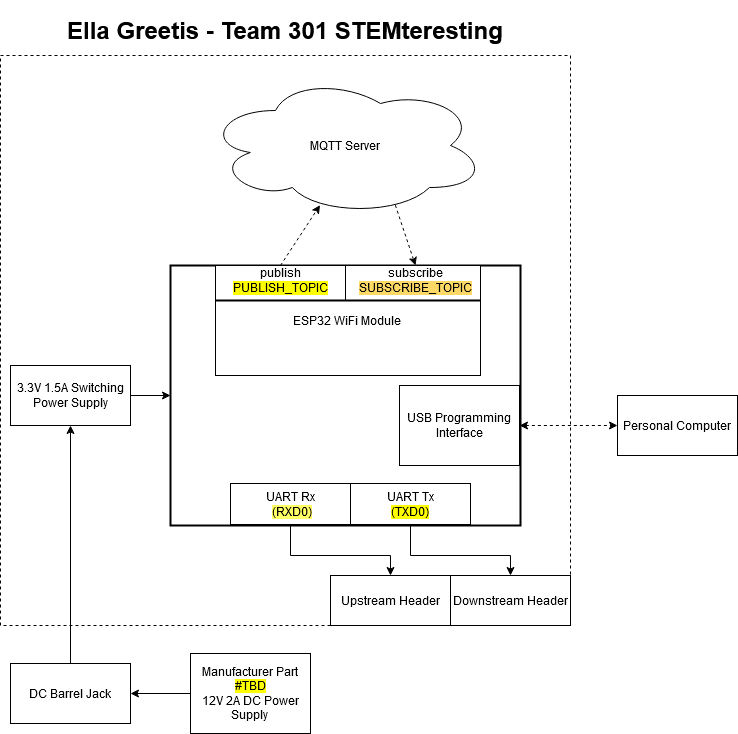 Ella Greetis - Team 301 STEMteresting
MQTT Server
publish
PUBLISH_TOPIC
subscribe
SUBSCRIBE_TOPIC
ESP32 WiFi Module
3.3V 1.5A Switching
Power Supply
USB Programming
Interface
Personal Computer
UART Rx
(RXD0)
UART Tx
(TXD0)
Upstream Header
Downstream Header
DC Barrel Jack
Manufacturer Part
#TBD
12V 2A DC Power
Supply